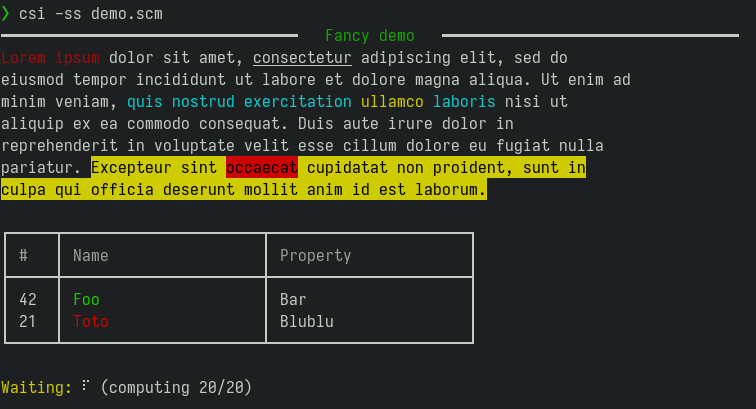 ❯ csi -ss demo.scm
Fancy demo
Lorem ipsum dolor sit amet, consectetur adipiscing elit, sed do
eiusmod tempor incididunt ut labore et dolore magna aliqua. Ut enim ad
minim veniam, quis nostrud exercitation ullamco laboris nisi ut
aliquip ex ea commodo consequat. Duis aute irure dolor in
reprehenderit in voluptate velit esse cillum dolore eu fugiat nulla
pariatur. Excepteur sint occaecat cupidatat non proident, sunt in
culpa qui officia deserunt mollit anim id est laborum.
# Name Property
42 Foo Bar
21 Toto Blublu
Waiting: ⠏ (computing 20/20)